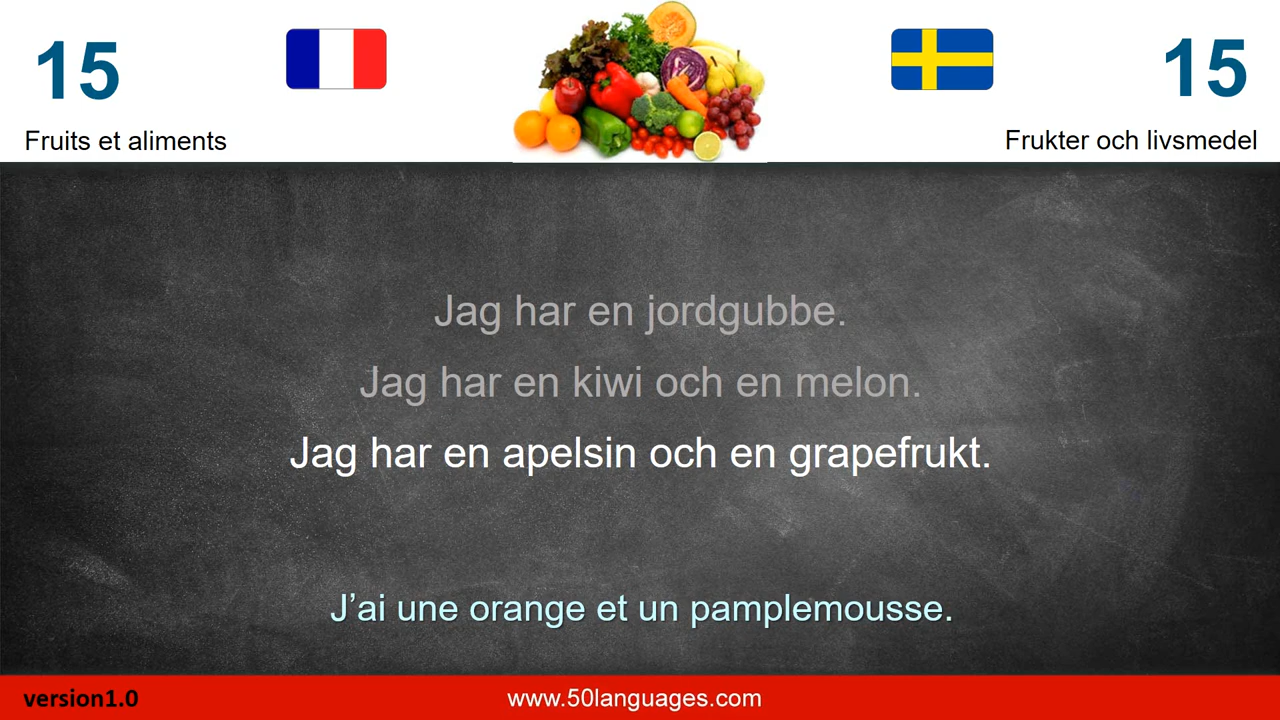 15
15
Fruits et aliments
Frukter och livsmedel
Jag har en jordgubbe.
Jag har en kiwi och en melon.
Jag har en apelsin och en grapefrukt.
J’ai une orange et un pamplemousse.
version1.0
www.50languages.com